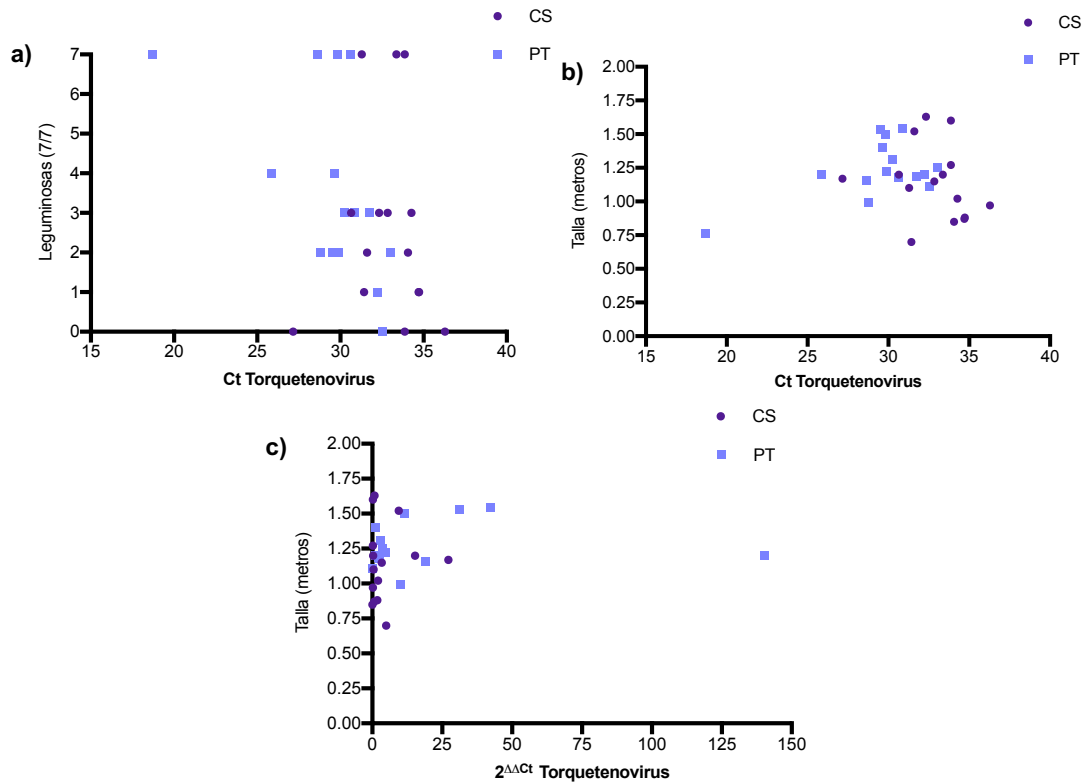 a)
CS
PT
7
6
5
4
3
2
1
0
Leguminosas (7/7)
15 20 25 30 35 40
Ct Torquetenovirus
b)
CS
PT
2.00
1.75
1.50
1.25
1.00
0.75
0.50
0.25
0.00
Talla (metros)
15 20 25 30 35 40
Ct Torquetenovirus
c)
CS
PT
2.00
1.75
1.50
1.25
1.00
0.75
0.50
0.25
0.00
Talla (metros)
0 25 50 75 100 125 150
2^ΔΔCt Torquetenovirus